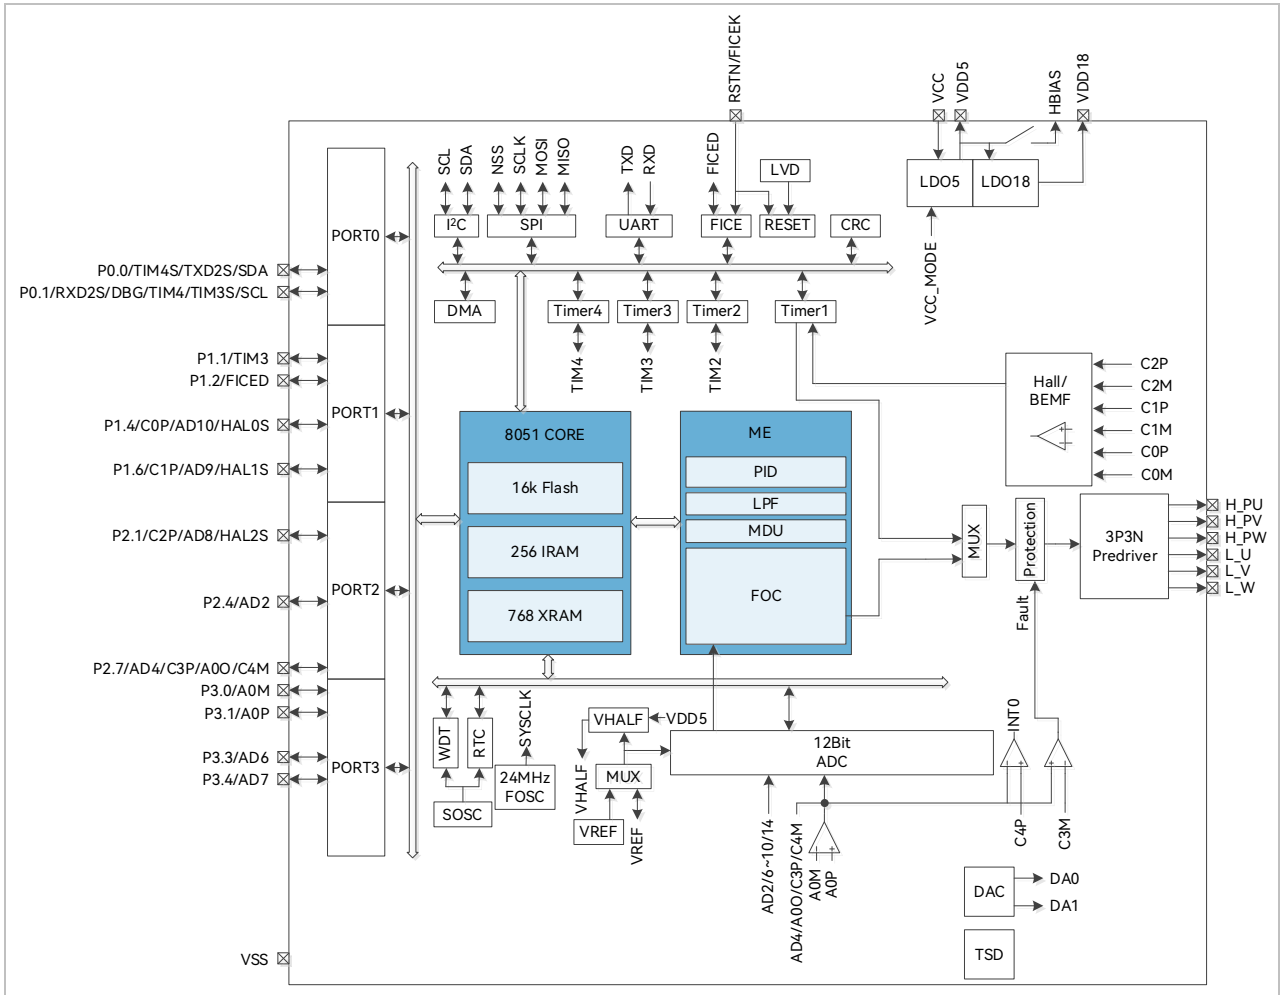 RSTN/FICEK
VCC
VDD5
HBIAS
VDD18
SCL
SDA
NSS
SCLK
MOSI
MISO
TXD
RXD
FICED
LVD
LDO5
LDO18
I²C
SPI
UART
FICE
RESET
CRC
VCC_MODE
PORT0
P0.0/TIM4S/TXD2S/SDA
P0.1/RXD2S/DBG/TIM4/TIM3S/SCL
DMA
Timer4
Timer3
Timer2
Timer1
TIM4
TIM3
TIM2
P1.1/TIM3
P1.2/FICED
PORT1
P1.4/C0P/AD10/HAL0S
P1.6/C1P/AD9/HAL1S
Hall/
BEMF
C2P
C2M
C1P
C1M
C0P
C0M
8051 CORE
16k Flash
256 IRAM
768 XRAM
ME
PID
LPF
MDU
FOC
MUX
Protection
Fault
3P3N
Predriver
H_PU
H_PV
H_PW
L_U
L_V
L_W
P2.1/C2P/AD8/HAL2S
PORT2
P2.4/AD2
P2.7/AD4/C3P/A0O/C4M
P3.0/A0M
P3.1/A0P
P3.3/AD6
P3.4/AD7
PORT3
WDT
RTC
SOSC
SYSCLK
24MHz
FOSC
VHALF
VDD5
VHALF
MUX
VREF
VREF
12Bit
ADC
INT0
C4P
C3M
AD2/6~10/14
AD4/A0O/C3P/C4M
A0M
A0P
DAC
DA0
DA1
TSD
VSS